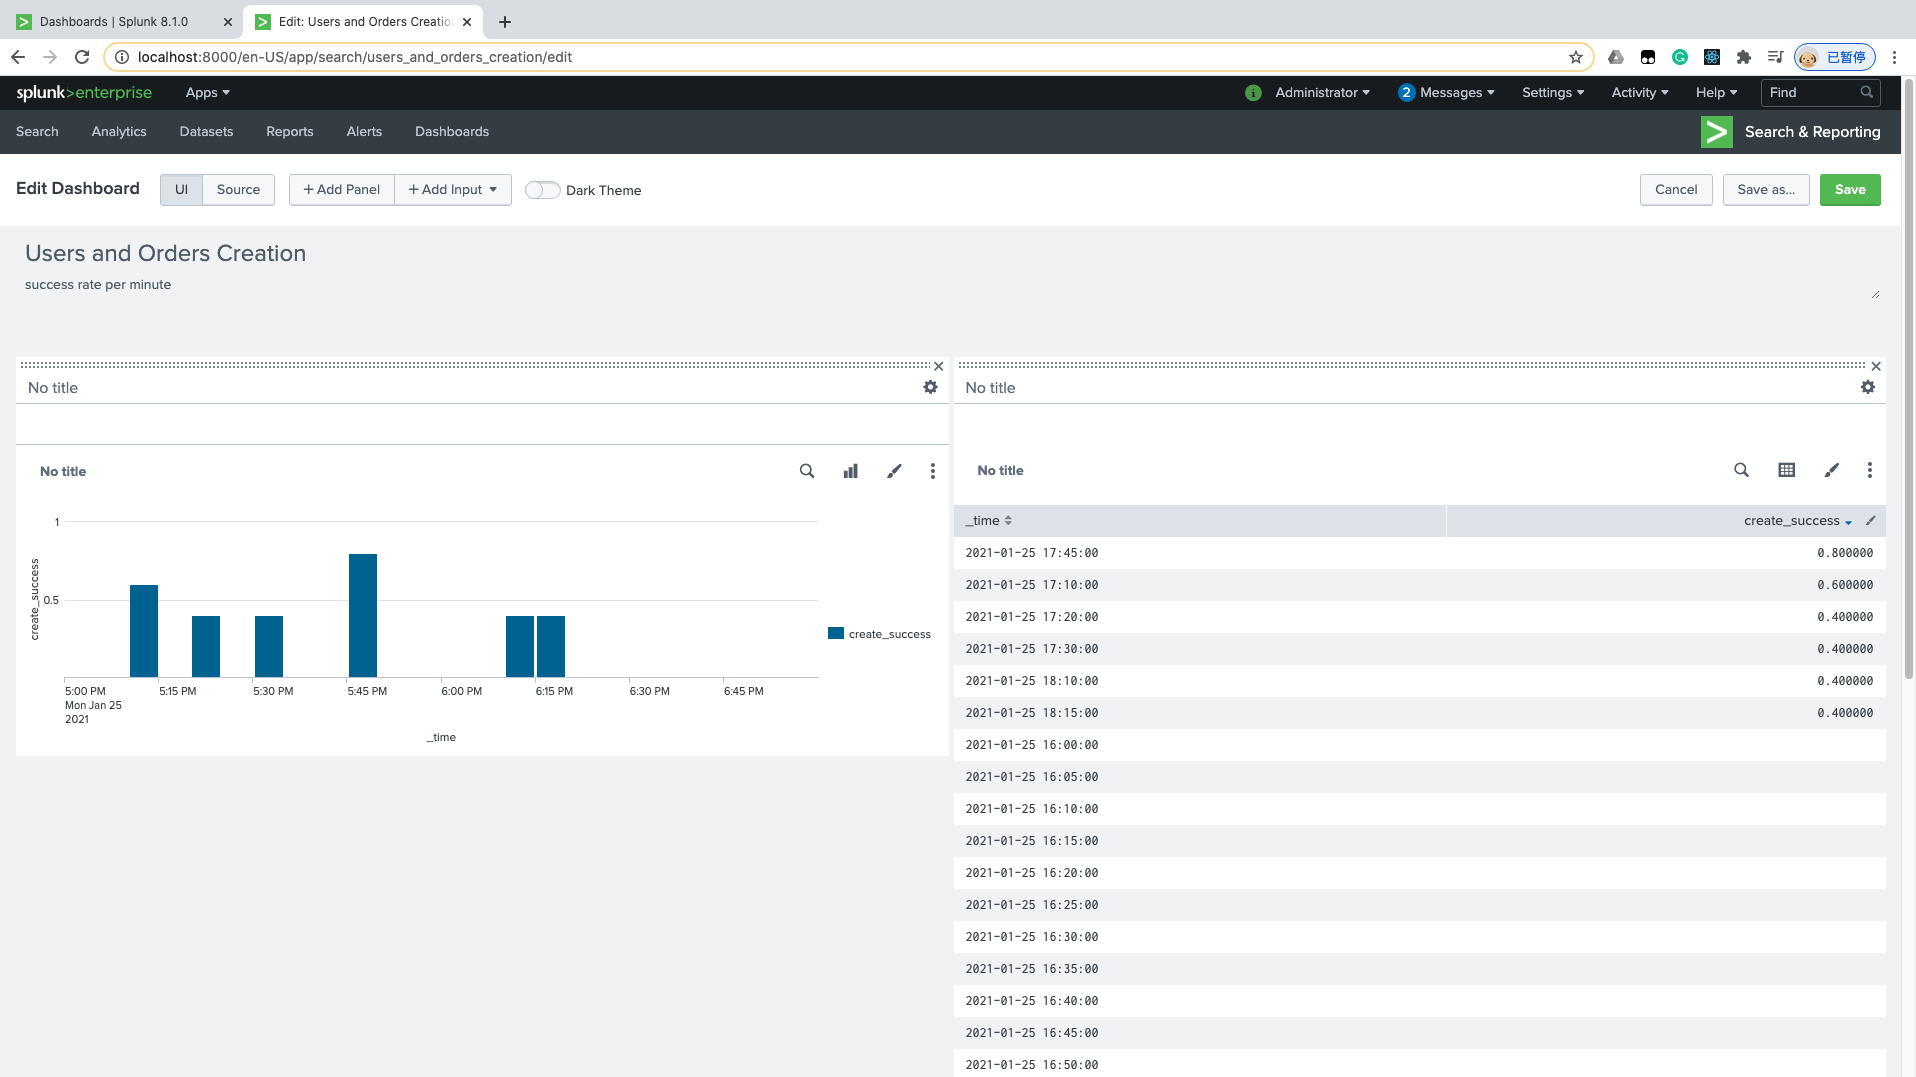 Dashboards | Splunk 8.1.0
Edit: Users and Orders Creatio
localhost:8000/en-US/app/search/users_and_orders_creation/edit
已暂停
splunk>enterprise
Apps
i
Administrator
2 Messages
Settings
Activity
Help
Find
Search
Analytics
Datasets
Reports
Alerts
Dashboards
Search & Reporting
Edit Dashboard
UI
Source
+ Add Panel
+ Add Input
Dark Theme
Cancel
Save as...
Save
Users and Orders Creation
success rate per minute
No title
No title
1
0.5
create_success
5:00 PM
Mon Jan 25
2021
5:15 PM
5:30 PM
5:45 PM
6:00 PM
6:15 PM
6:30 PM
6:45 PM
_time
create_success
No title
No title
_time create_success
2021-01-25 17:45:00 0.800000
2021-01-25 17:10:00 0.600000
2021-01-25 17:20:00 0.400000
2021-01-25 17:30:00 0.400000
2021-01-25 18:10:00 0.400000
2021-01-25 18:15:00 0.400000
2021-01-25 16:00:00
2021-01-25 16:05:00
2021-01-25 16:10:00
2021-01-25 16:15:00
2021-01-25 16:20:00
2021-01-25 16:25:00
2021-01-25 16:30:00
2021-01-25 16:35:00
2021-01-25 16:40:00
2021-01-25 16:45:00
2021-01-25 16:50:00